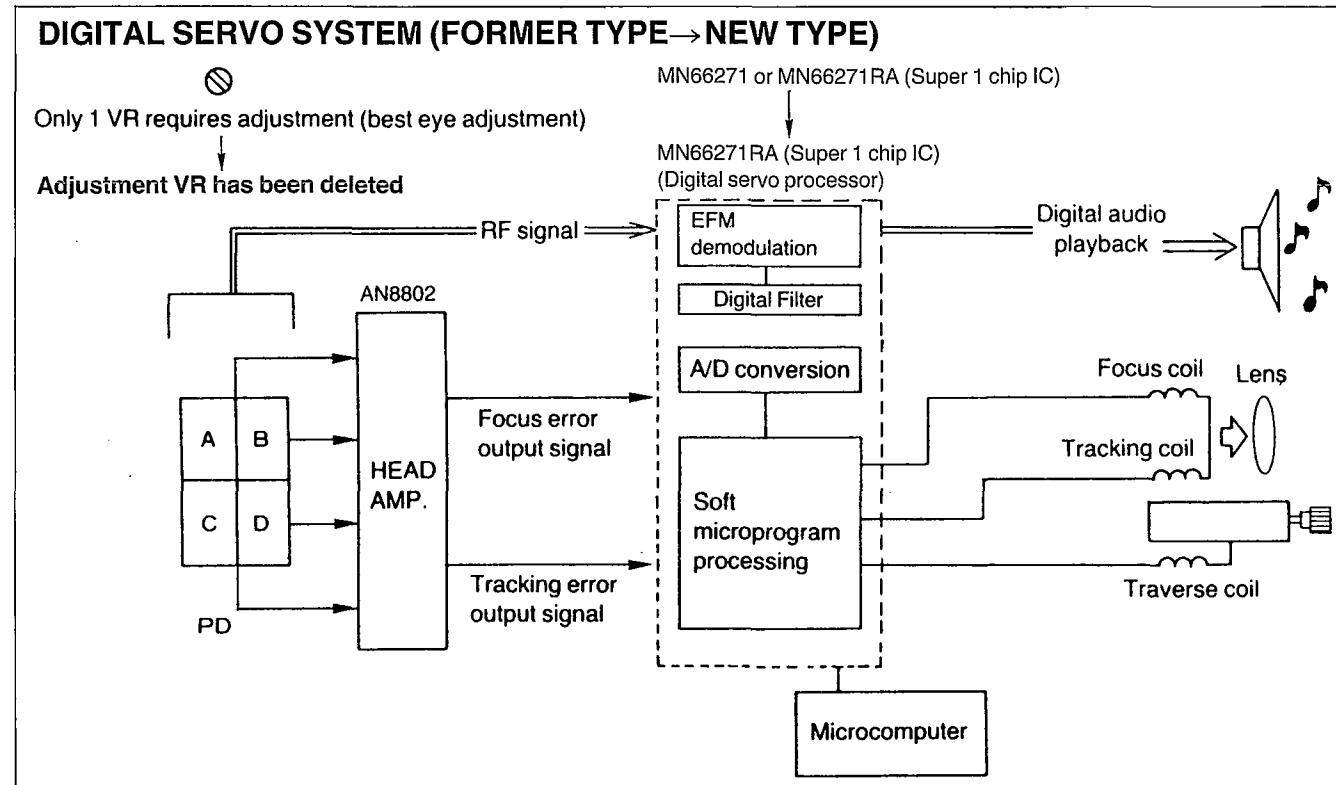 DIGITAL SERVO SYSTEM (FORMER TYPE→NEW TYPE)
Only 1 VR requires adjustment (best eye adjustment)
Adjustment VR has been deleted
MN66271 or MN66271RA (Super 1 chip IC)
MN66271RA (Super 1 chip IC)
(Digital servo processor)
RF signal
EFM
demodulation
Digital Filter
Digital audio
playback
AN8802
A B
C D
PD
HEAD
AMP.
Focus error
output signal
Tracking error
output signal
A/D conversion
Soft
microprogram
processing
Focus coil
Lens
Tracking coil
Traverse coil
Microcomputer